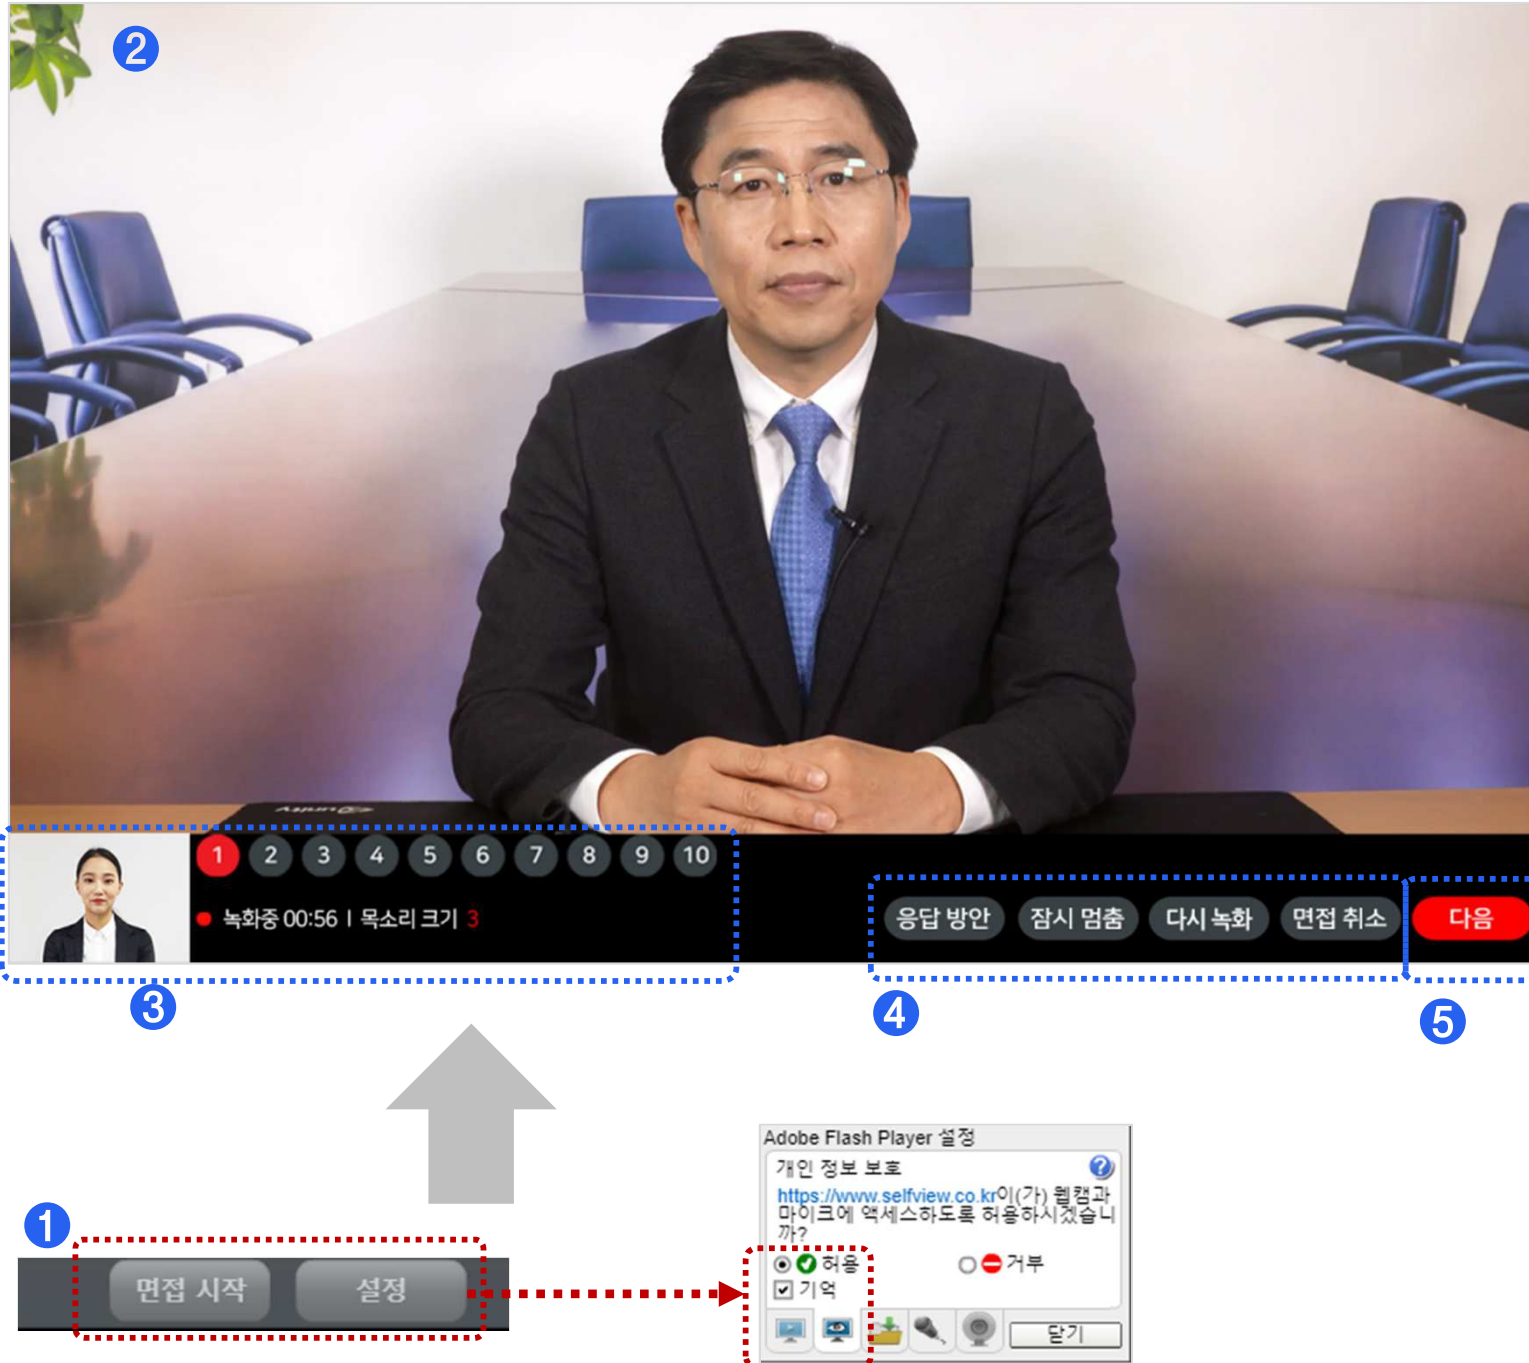 2
1 2 3 4 5 6 7 8 9 10
녹화중 00:56 | 목소리 크기 3
응답 방안 잠시 멈춤 다시 녹화 면접 취소 다음
3
4
5
Adobe Flash Player 설정
개인 정보 보호
?
https://www.selfview.co.kr이(가) 웹캠과
마이크에 액세스하도록 허용하시겠습니
까?
허용 거부
기억
닫기
1
면접 시작 설정